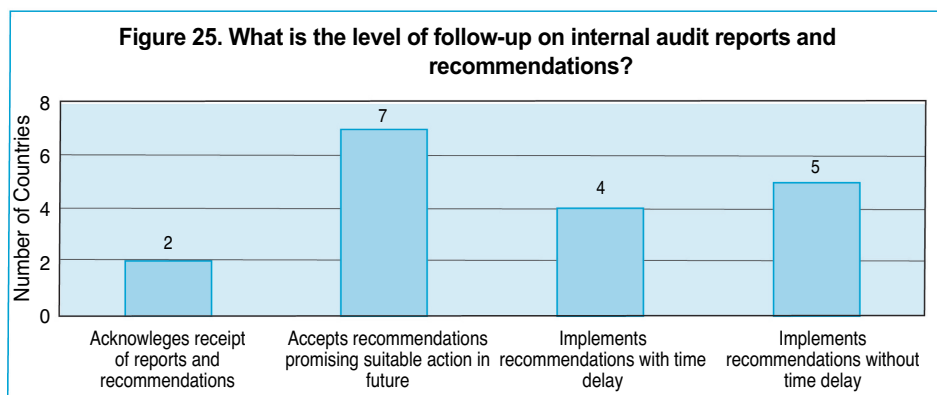 Figure 25. What is the level of follow-up on internal audit reports and
recommendations?
Number of Countries
8
6
4
2
0
2
7
4
5
Acknowleges receipt
of reports and
recommendations
Accepts recommendations
promising suitable action in
future
Implements
recommendations with time
delay
Implements
recommendations without
time delay